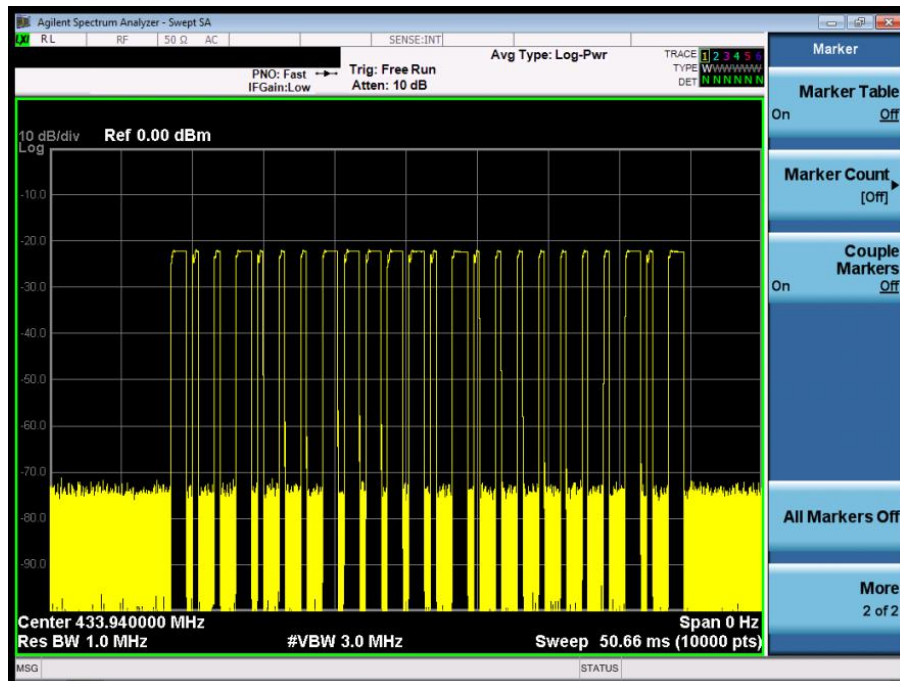 Agilent Spectrum Analyzer - Swept SA
LXI RL RF 50 Ω AC SENSE:INT
PNO: Fast
IFGain:Low
Trig: Free Run
Atten: 10 dB
Avg Type: Log-Pwr
TRACE 1 2 3 4 5 6
TYPE WWWWWWW
DET N N N N N N
10 dB/div
Log
Ref 0.00 dBm
-10.0
-20.0
-30.0
-40.0
-50.0
-60.0
-70.0
-80.0
-90.0
Center 433.940000 MHz
Span 0 Hz
Res BW 1.0 MHz
#VBW 3.0 MHz
Sweep 50.66 ms (10000 pts)
MSG
STATUS
Marker
Marker Table
On Off
Marker Count
[Off]
Couple
Markers
On Off
All Markers Off
More
2 of 2